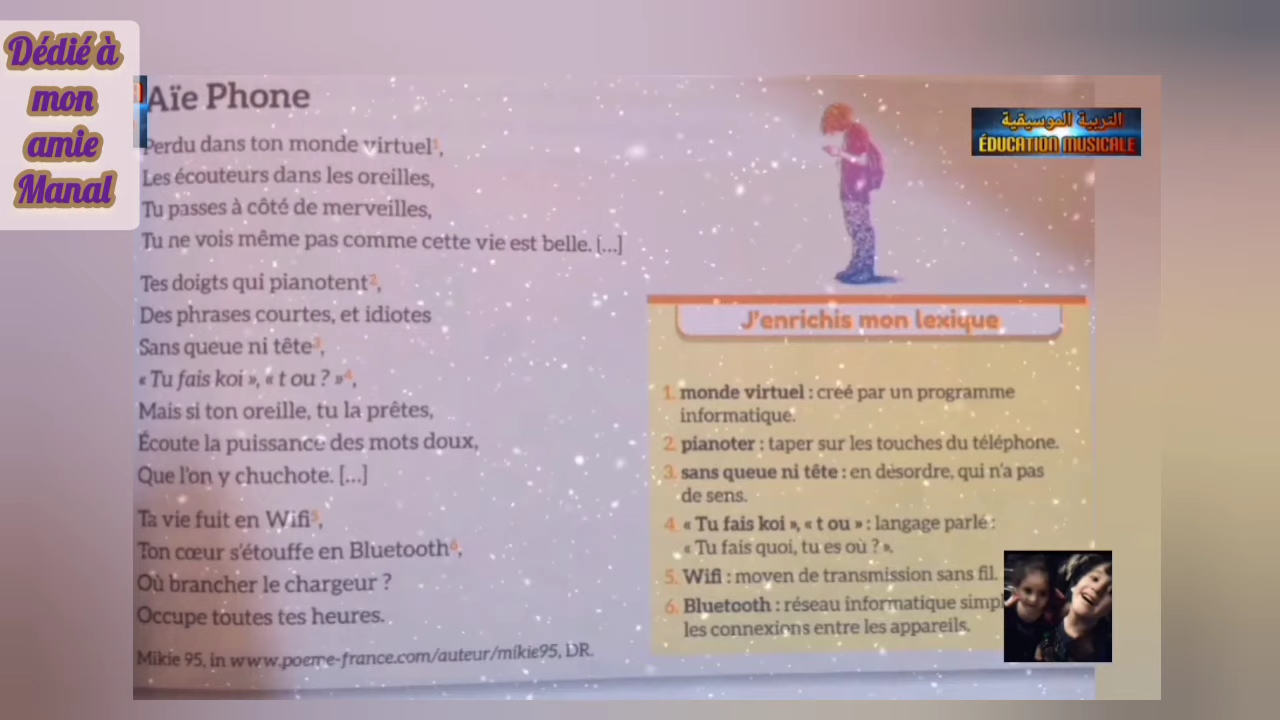 Dédié à
mon
amie
Manal
Aïe Phone
Perdu dans ton monde virtuel¹,
Les écouteurs dans les oreilles,
Tu passes à côté de merveilles,
Tu ne vois même pas comme cette vie est belle. [...]
Tes doigts qui pianotent²,
Des phrases courtes, et idiotes
Sans queue ni tête³,
« Tu fais koi », « t ou ? »⁴,
Mais si ton oreille, tu la prêtes,
Écoute la puissance des mots doux,
Que l'on y chuchote. [...]
Ta vie fuit en Wifi⁵,
Ton cœur s'étouffe en Bluetooth⁶,
Où brancher le chargeur ?
Occupe toutes tes heures.
Mikie 95, in www.poeme-france.com/auteur/mikie95, DR.
التربية الموسيقية
ÉDUCATION MUSICALE
J'enrichis mon lexique
1. monde virtuel : créé par un programme
informatique.
2. pianoter : taper sur les touches du téléphone.
3. sans queue ni tête : en désordre, qui n'a pas
de sens.
4. « Tu fais koi », « t ou » : langage parlé :
« Tu fais quoi, tu es où ? ».
5. Wifi : moyen de transmission sans fil.
6. Bluetooth : réseau informatique simpl
les connexions entre les appareils.